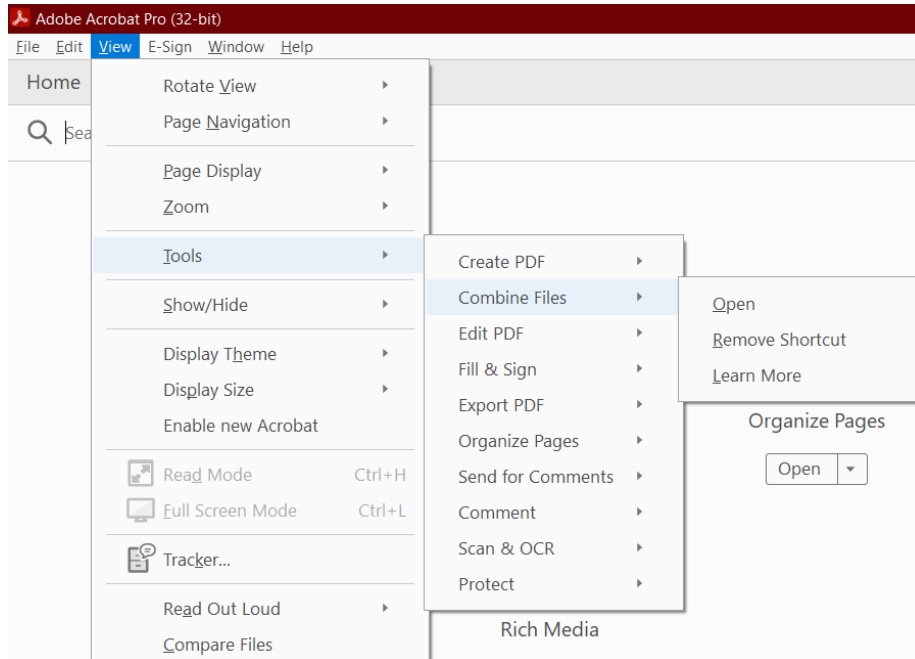 Adobe Acrobat Pro (32-bit)
File Edit View E-Sign Window Help
Home
Sea
Rotate View
Page Navigation
Page Display
Zoom
Tools
Show/Hide
Display Theme
Display Size
Enable new Acrobat
Read Mode Ctrl+H
Full Screen Mode Ctrl+L
Tracker...
Read Out Loud
Compare Files
Create PDF
Combine Files
Edit PDF
Fill & Sign
Export PDF
Organize Pages
Send for Comments
Comment
Scan & OCR
Protect
Open
Remove Shortcut
Learn More
Organize Pages
Open
Rich Media